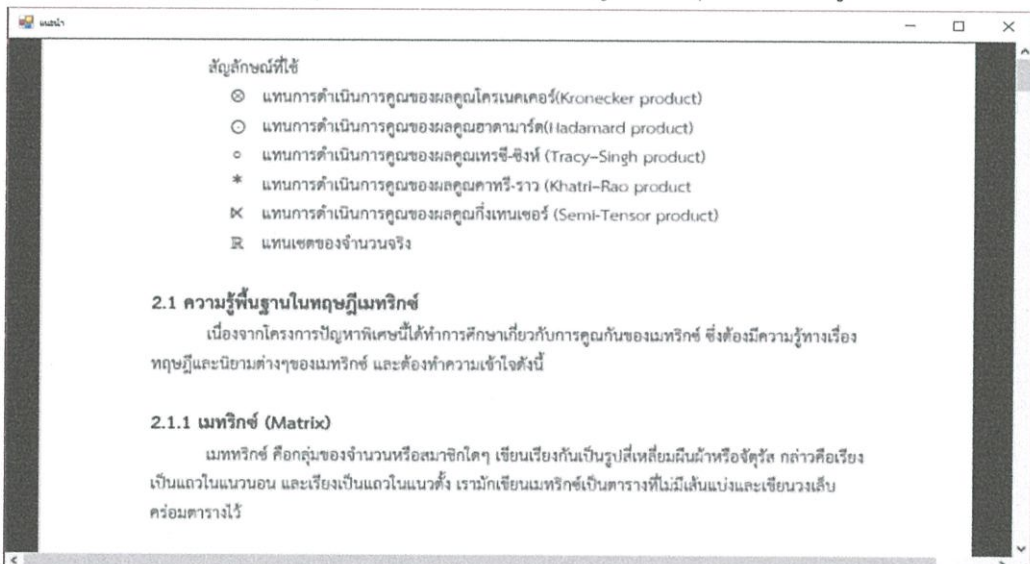 แนะนำ
สัญลักษณ์ที่ใช้
⊗ แทนการดำเนินการคูณของผลคูณโครเนคเคอร์(Kronecker product)
⊙ แทนการดำเนินการคูณของผลคูณฮาดามาร์ด(Hadamard product)
∘ แทนการดำเนินการคูณของผลคูณเทรซี-ซิงห์ (Tracy–Singh product)
* แทนการดำเนินการคูณของผลคูณคาทรี-ราว (Khatri–Rao product
⋉ แทนการดำเนินการคูณของผลคูณกึ่งเทนเซอร์ (Semi-Tensor product)
ℝ แทนเซตของจำนวนจริง
2.1 ความรู้พื้นฐานในทฤษฎีเมทริกซ์
เนื่องจากโครงการปัญหาพิเศษนี้ได้ทำการศึกษาเกี่ยวกับการคูณกันของเมทริกซ์ ซึ่งต้องมีความรู้ทางเรื่อง
ทฤษฎีและนิยามต่างๆของเมทริกซ์ และต้องทำความเข้าใจดังนี้
2.1.1 เมทริกซ์ (Matrix)
เมททริกซ์ คือกลุ่มของจำนวนหรือสมาชิกใดๆ เขียนเรียงกันเป็นรูปสี่เหลี่ยมผืนผ้าหรือจัตุรัส กล่าวคือเรียง
เป็นแถวในแนวนอน และเรียงเป็นแถวในแนวตั้ง เรามักเขียนเมทริกซ์เป็นตารางที่ไม่มีเส้นแบ่งและเขียนวงเล็บ
คร่อมตารางไว้